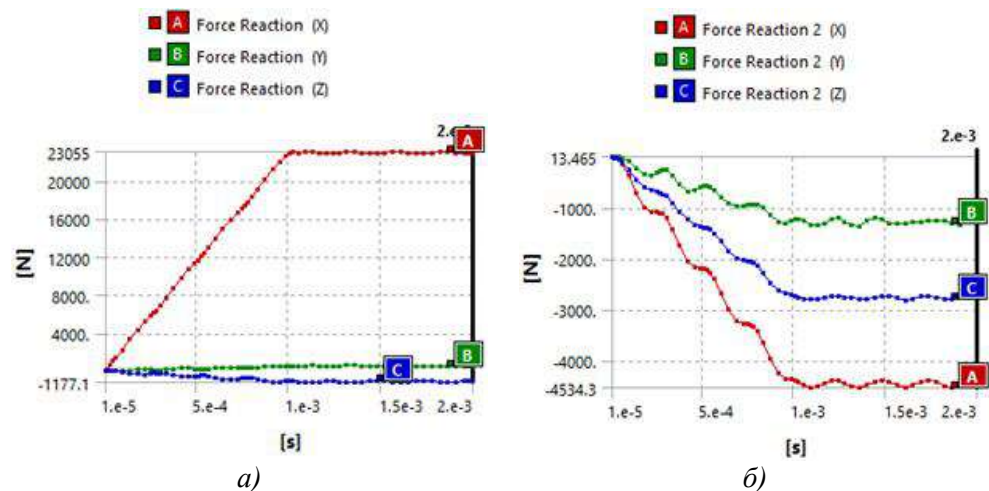 A Force Reaction (X)
B Force Reaction (Y)
C Force Reaction (Z)
23055
20000
16000
12000
8000.
4000.
-1177.1
[N]
A
B
C
1.e-5 5.e-4 1.e-3 1.5e-3 2.e-3
[s]
а)
A Force Reaction 2 (X)
B Force Reaction 2 (Y)
C Force Reaction 2 (Z)
2.e-3
13.465
-1000.
-2000.
-3000.
-4000.
-4534.3
[N]
B
C
A
1.e-5 5.e-4 1.e-3 1.5e-3 2.e-3
[s]
б)